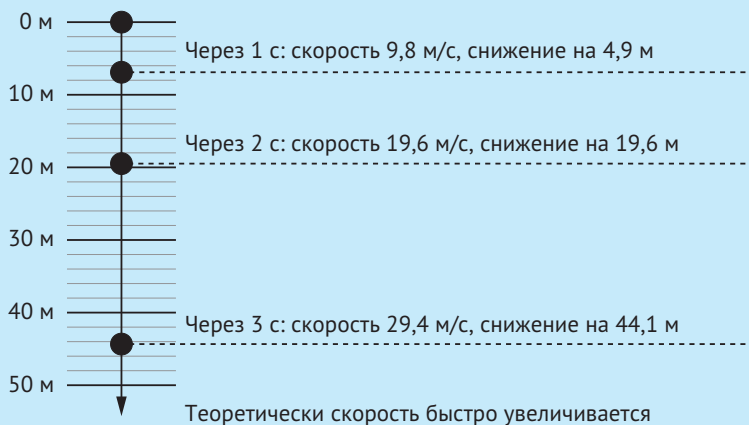 0 м
Через 1 с: скорость 9,8 м/с, снижение на 4,9 м
10 м
Через 2 с: скорость 19,6 м/с, снижение на 19,6 м
20 м
30 м
40 м
Через 3 с: скорость 29,4 м/с, снижение на 44,1 м
50 м
Теоретически скорость быстро увеличивается